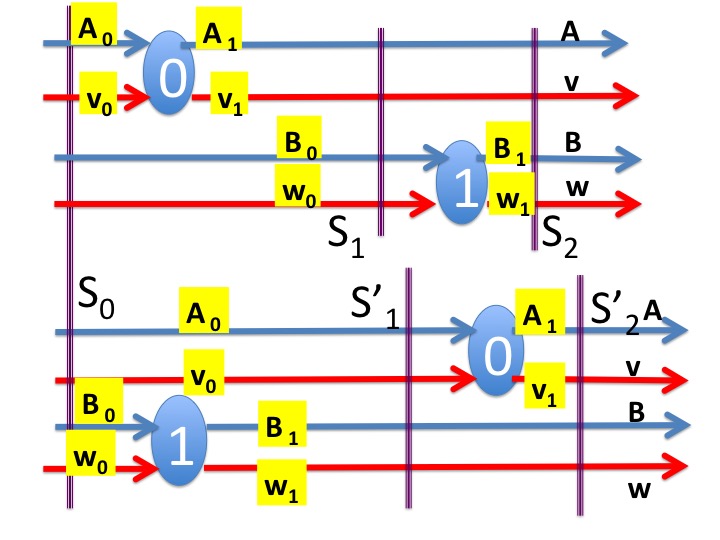 A₀ A₁ A
0
v₀ v₁ v
B₀ B₁ B
1
w₀ w₁ w
S₁ S₂
S₀
A₀ S'₁ A₁ S'₂ A
0
v₀ v₁ v
B₀ B₁ B
1
w₀ w₁ w